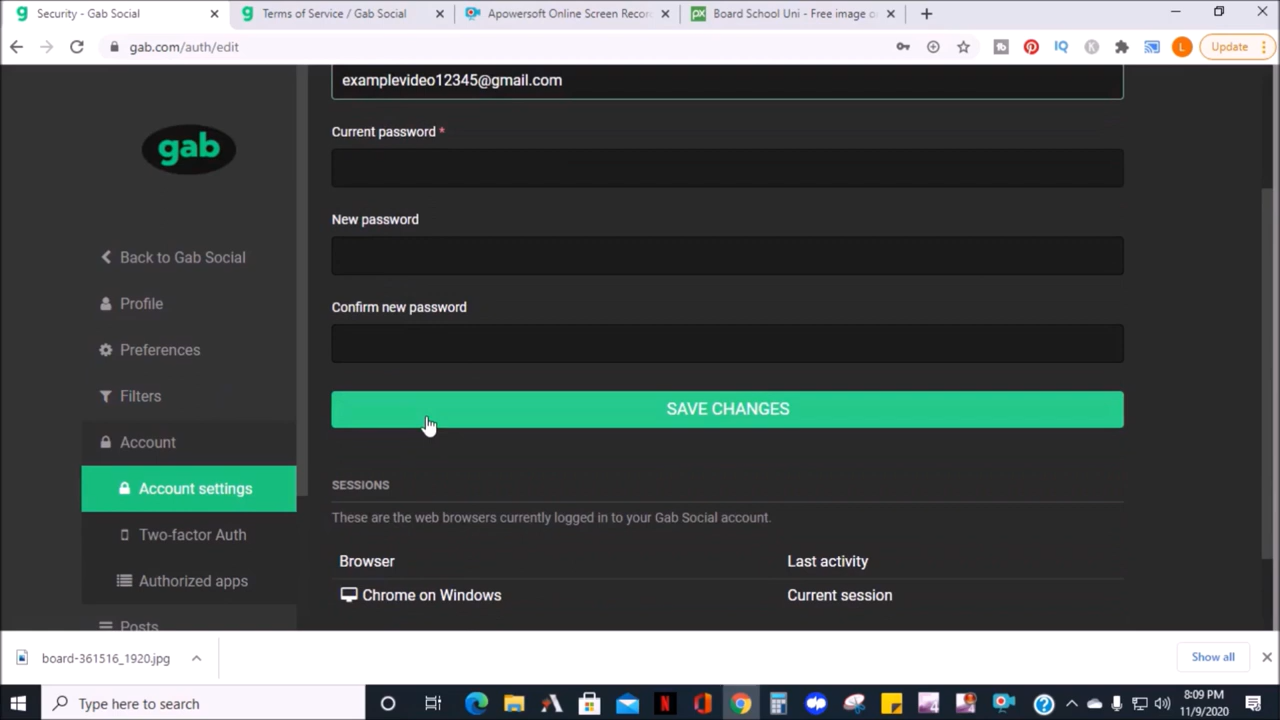 Security - Gab Social
Terms of Service / Gab Social
Apowersoft Online Screen Recor
Board School Uni - Free image o
gab.com/auth/edit
IQ
K
L
Update
gab
examplevideo12345@gmail.com
Current password *
New password
Confirm new password
SAVE CHANGES
Back to Gab Social
Profile
Preferences
Filters
Account
Account settings
Two-factor Auth
Authorized apps
Posts
SESSIONS
These are the web browsers currently logged in to your Gab Social account.
Browser Last activity
Chrome on Windows Current session
board-361516_1920.jpg
Show all
Type here to search
8:09 PM
11/9/2020